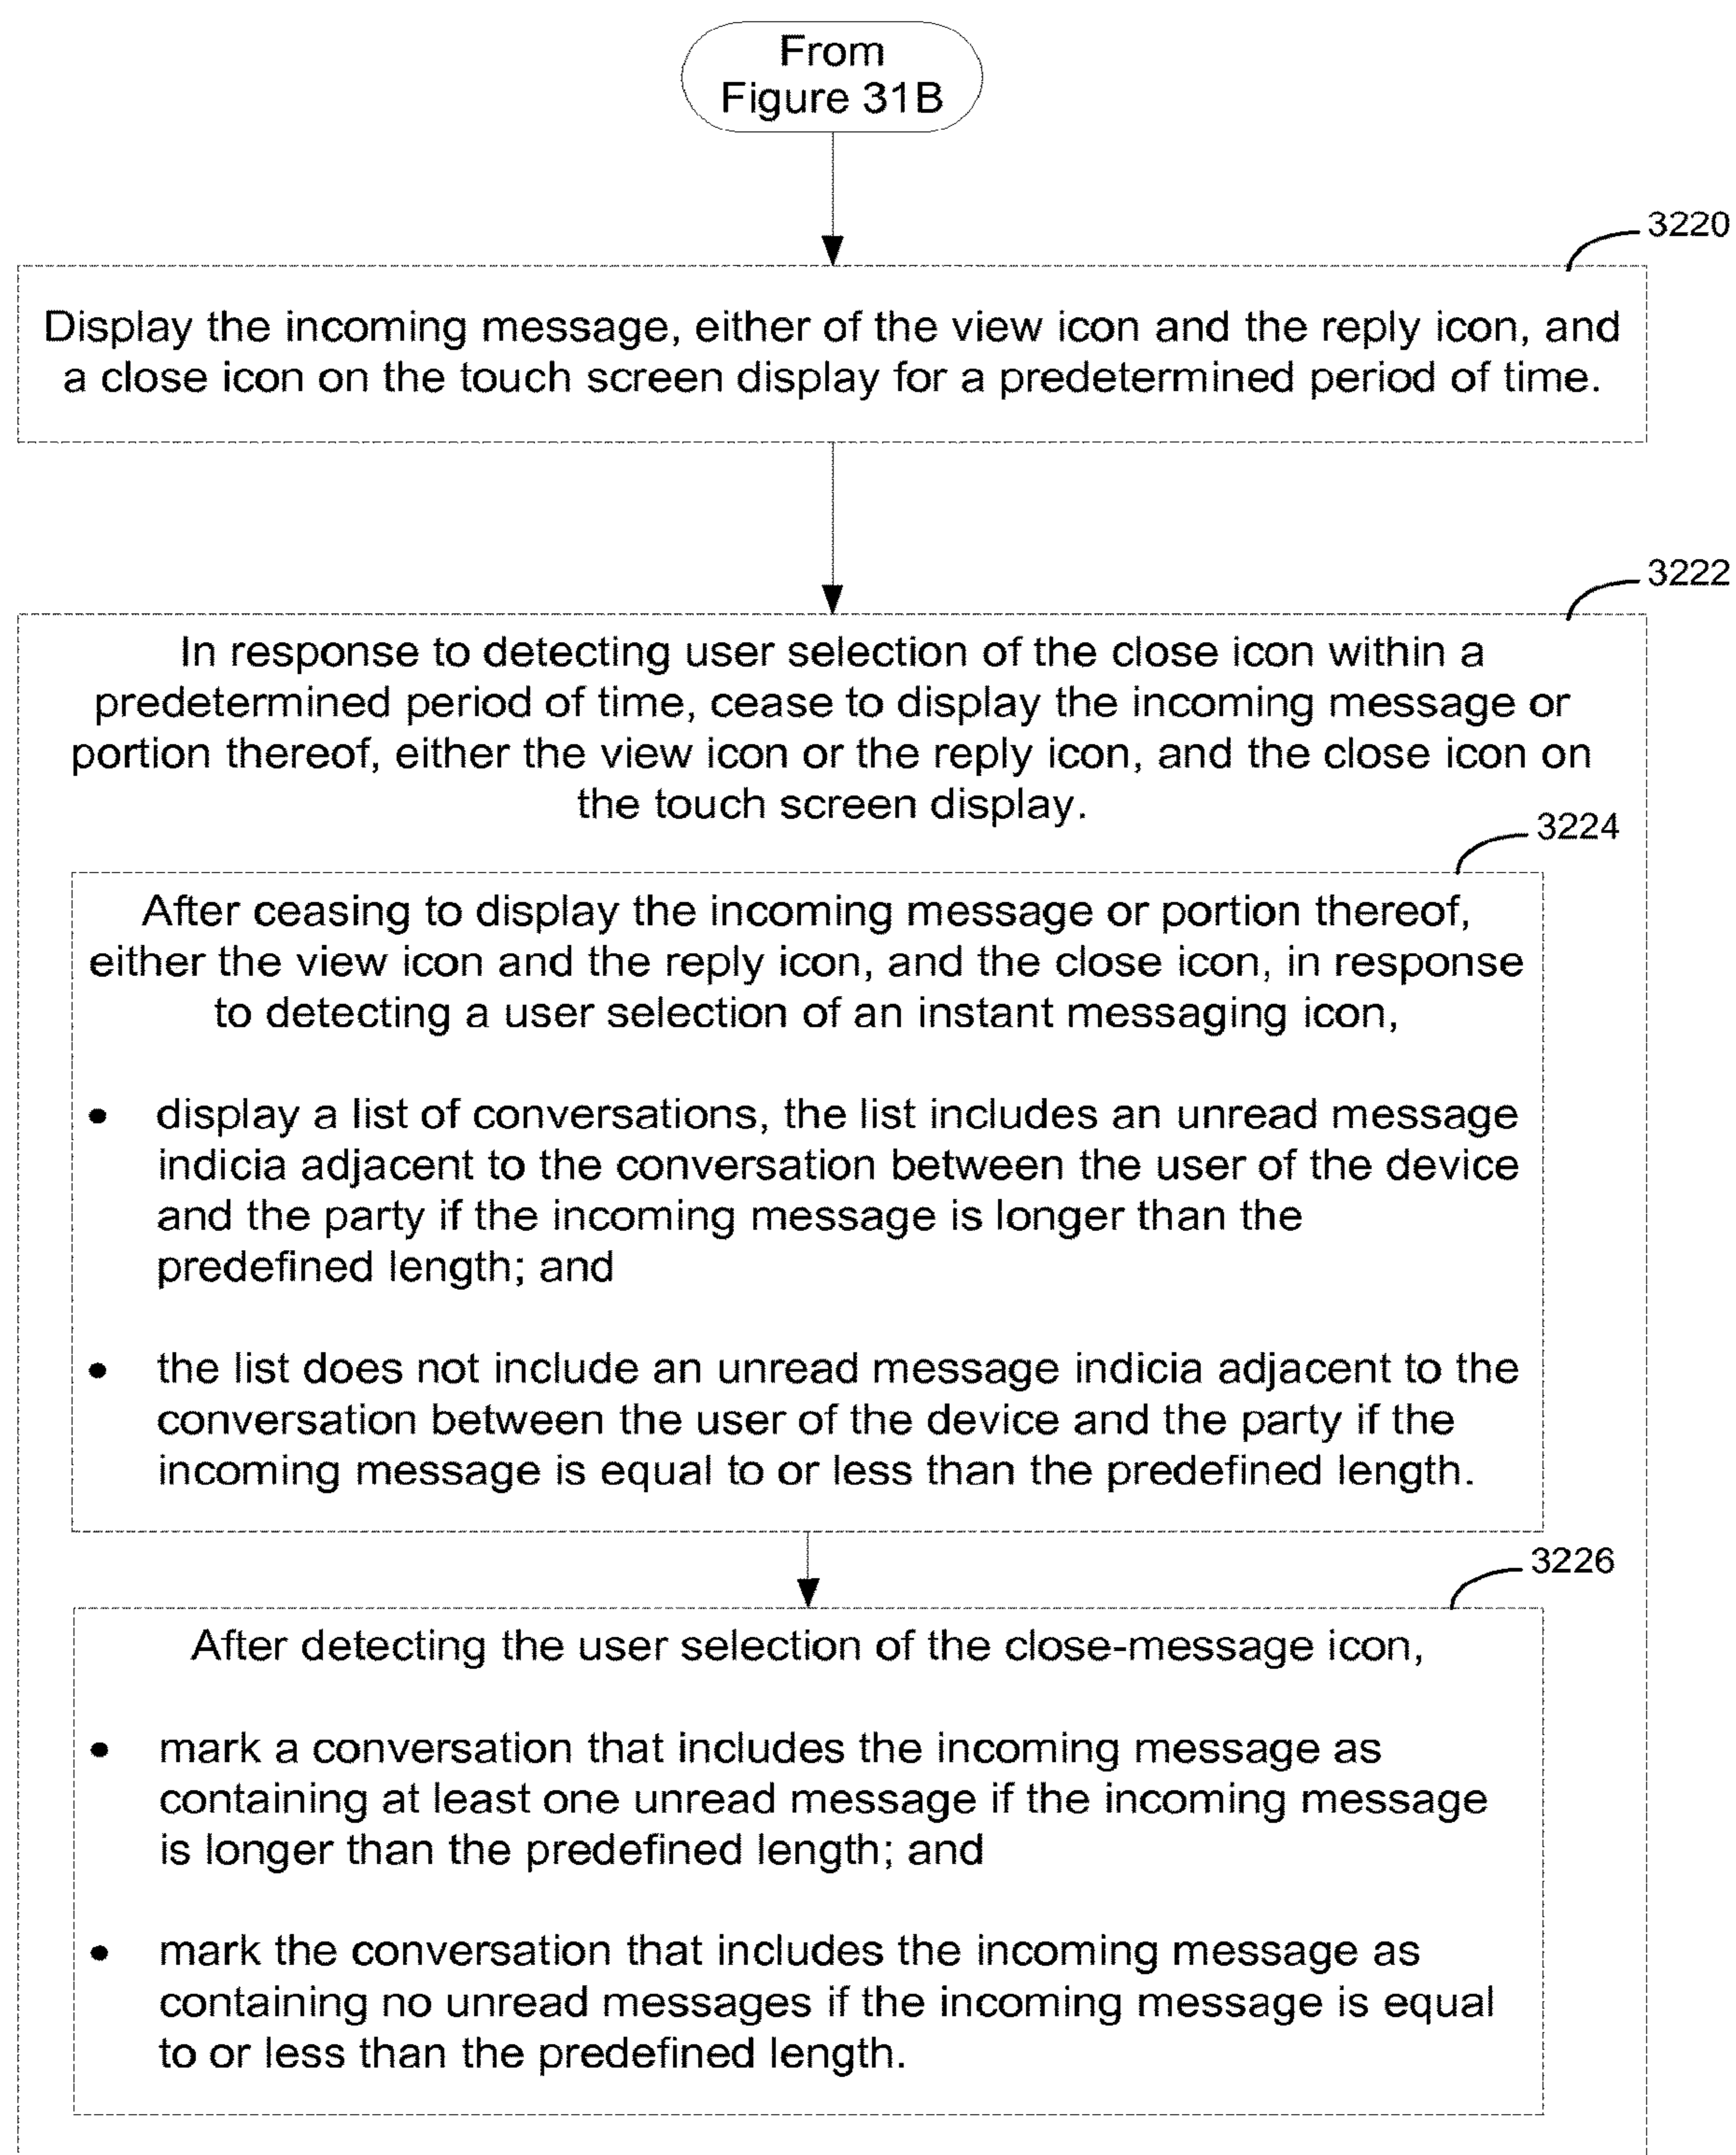 From
Figure 31B
3220
Display the incoming message, either of the view icon and the reply icon, and
a close icon on the touch screen display for a predetermined period of time.
3222
In response to detecting user selection of the close icon within a
predetermined period of time, cease to display the incoming message or
portion thereof, either the view icon or the reply icon, and the close icon on
the touch screen display.
3224
After ceasing to display the incoming message or portion thereof,
either the view icon and the reply icon, and the close icon, in response
to detecting a user selection of an instant messaging icon,
• display a list of conversations, the list includes an unread message
indicia adjacent to the conversation between the user of the device
and the party if the incoming message is longer than the
predefined length; and
• the list does not include an unread message indicia adjacent to the
conversation between the user of the device and the party if the
incoming message is equal to or less than the predefined length.
3226
After detecting the user selection of the close-message icon,
• mark a conversation that includes the incoming message as
containing at least one unread message if the incoming message
is longer than the predefined length; and
• mark the conversation that includes the incoming message as
containing no unread messages if the incoming message is equal
to or less than the predefined length.